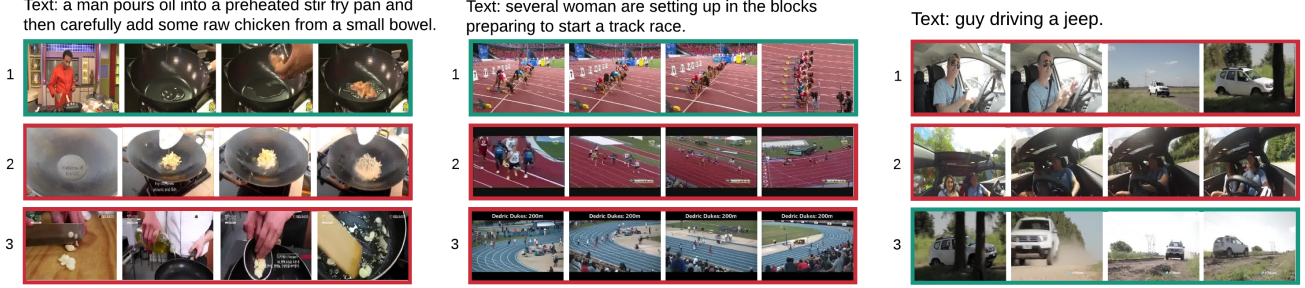 Text: a man pours oil into a preheated stir fry pan and
then carefully add some raw chicken from a small bowel.
1
2
3
Text: several woman are setting up in the blocks
preparing to start a track race.
1
2
3
Dedric Dukes: 200m
Dedric Dukes: 200m
Dedric Dukes: 200m
Dedric Dukes: 200m
Text: guy driving a jeep.
1
2
3